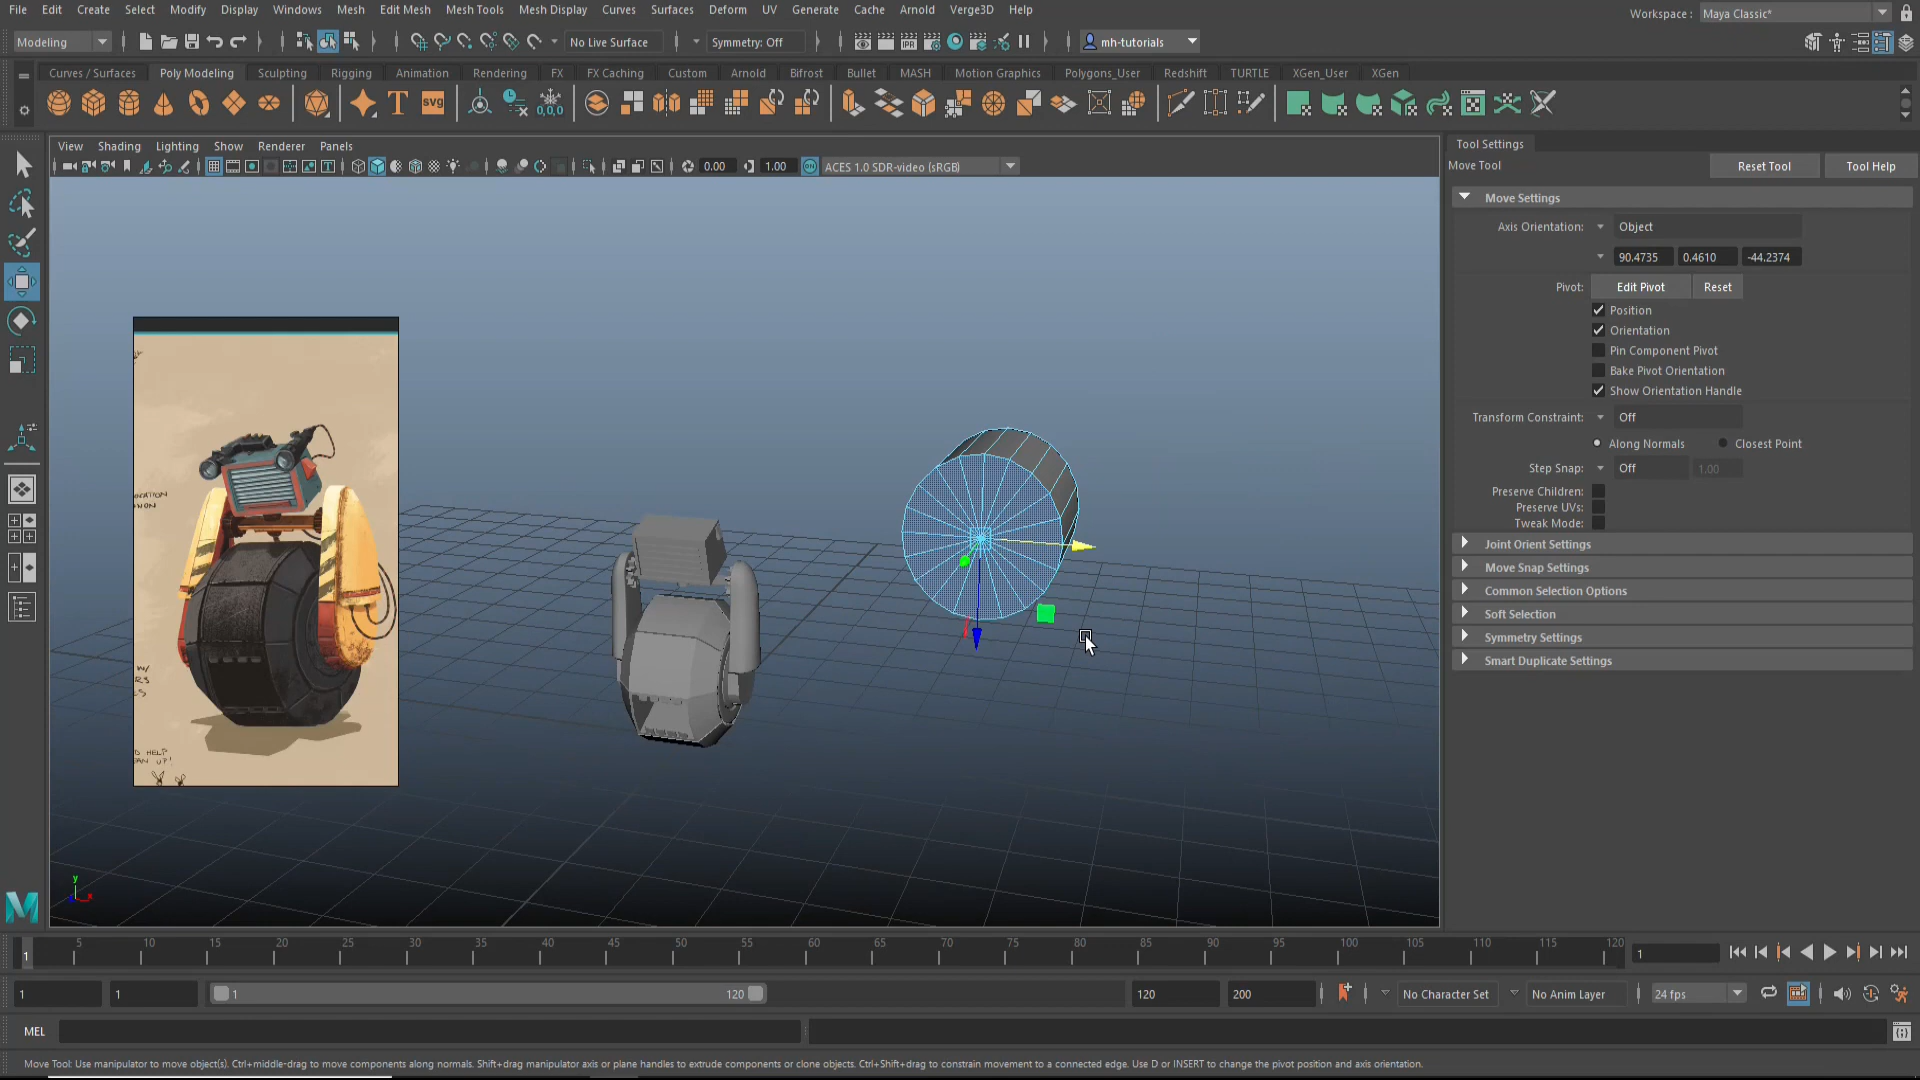 File Edit Create Select Modify Display Windows Mesh Edit Mesh Mesh Tools Mesh Display Curves Surfaces Deform UV Generate Cache Arnold Verge3D Help
Workspace : Maya Classic*
Modeling No Live Surface Symmetry: Off mh-tutorials
Curves / Surfaces Poly Modeling Sculpting Rigging Animation Rendering FX FX Caching Custom Arnold Bifrost Bullet MASH Motion Graphics Polygons_User Redshift TURTLE XGen_User XGen
T svg 0,0,0
View Shading Lighting Show Renderer Panels
0.00 1.00 ACES 1.0 SDR-video (sRGB)
Tool Settings
Move Tool Reset Tool Tool Help
Move Settings
Axis Orientation: Object
90.4735 0.4610 -44.2374
Pivot: Edit Pivot Reset
Position
Orientation
Pin Component Pivot
Bake Pivot Orientation
Show Orientation Handle
Transform Constraint: Off
Along Normals Closest Point
Step Snap: Off 1.00
Preserve Children:
Preserve UVs:
Tweak Mode:
Joint Orient Settings
Move Snap Settings
Common Selection Options
Soft Selection
Symmetry Settings
Smart Duplicate Settings
W/
y
x
M
5 10 15 20 25 30 35 40 45 50 55 60 65 70 75 80 85 90 95 100 105 110 115 120
1 1
1 1 1 120 120 200 No Character Set No Anim Layer 24 fps
MEL
Move Tool: Use manipulator to move object(s). Ctrl+middle-drag to move components along normals. Shift+drag manipulator axis or plane handles to extrude components or clone objects. Ctrl+Shift+drag to constrain movement to a connected edge. Use D or INSERT to change the pivot position and axis orientation.